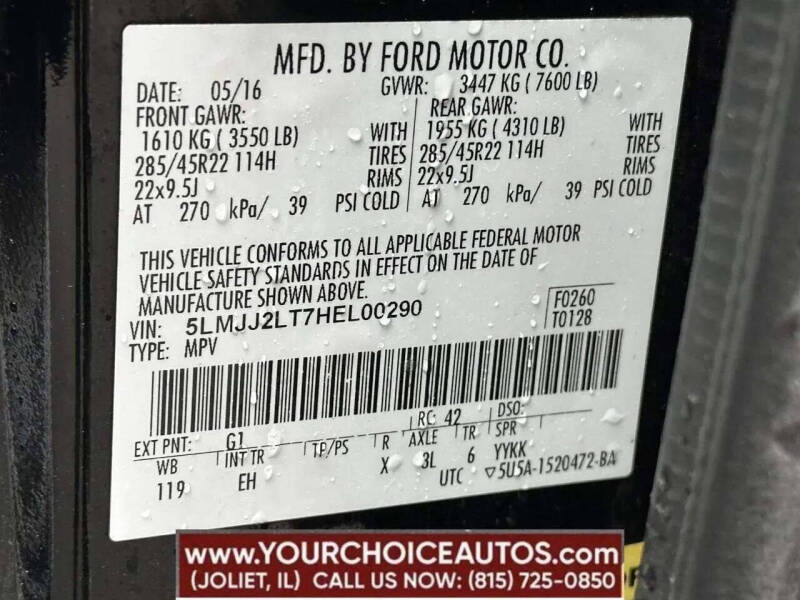 MFD. BY FORD MOTOR CO.
DATE: 05/16 GVWR: 3447 KG ( 7600 LB)
FRONT GAWR: REAR GAWR:
1610 KG ( 3550 LB) WITH 1955 KG ( 4310 LB) WITH
285/45R22 114H TIRES 285/45R22 114H TIRES
22x9.5J RIMS 22x9.5J RIMS
AT 270 kPa/ 39 PSI COLD AT 270 kPa/ 39 PSI COLD
THIS VEHICLE CONFORMS TO ALL APPLICABLE FEDERAL MOTOR
VEHICLE SAFETY STANDARDS IN EFFECT ON THE DATE OF
MANUFACTURE SHOWN ABOVE.
VIN: 5LMJJ2LT7HEL00290 F0260
TYPE: MPV T0128
EXT PNT: G1 RC: 42 DSO:
WB INT TR TP/PS R AXLE TR SPR
119 EH X 3L 6 YYKK
UTC ▽5U5A-1520472-BA
www.YOURCHOICEAUTOS.com
(JOLIET, IL) CALL US NOW: (815) 725-0850